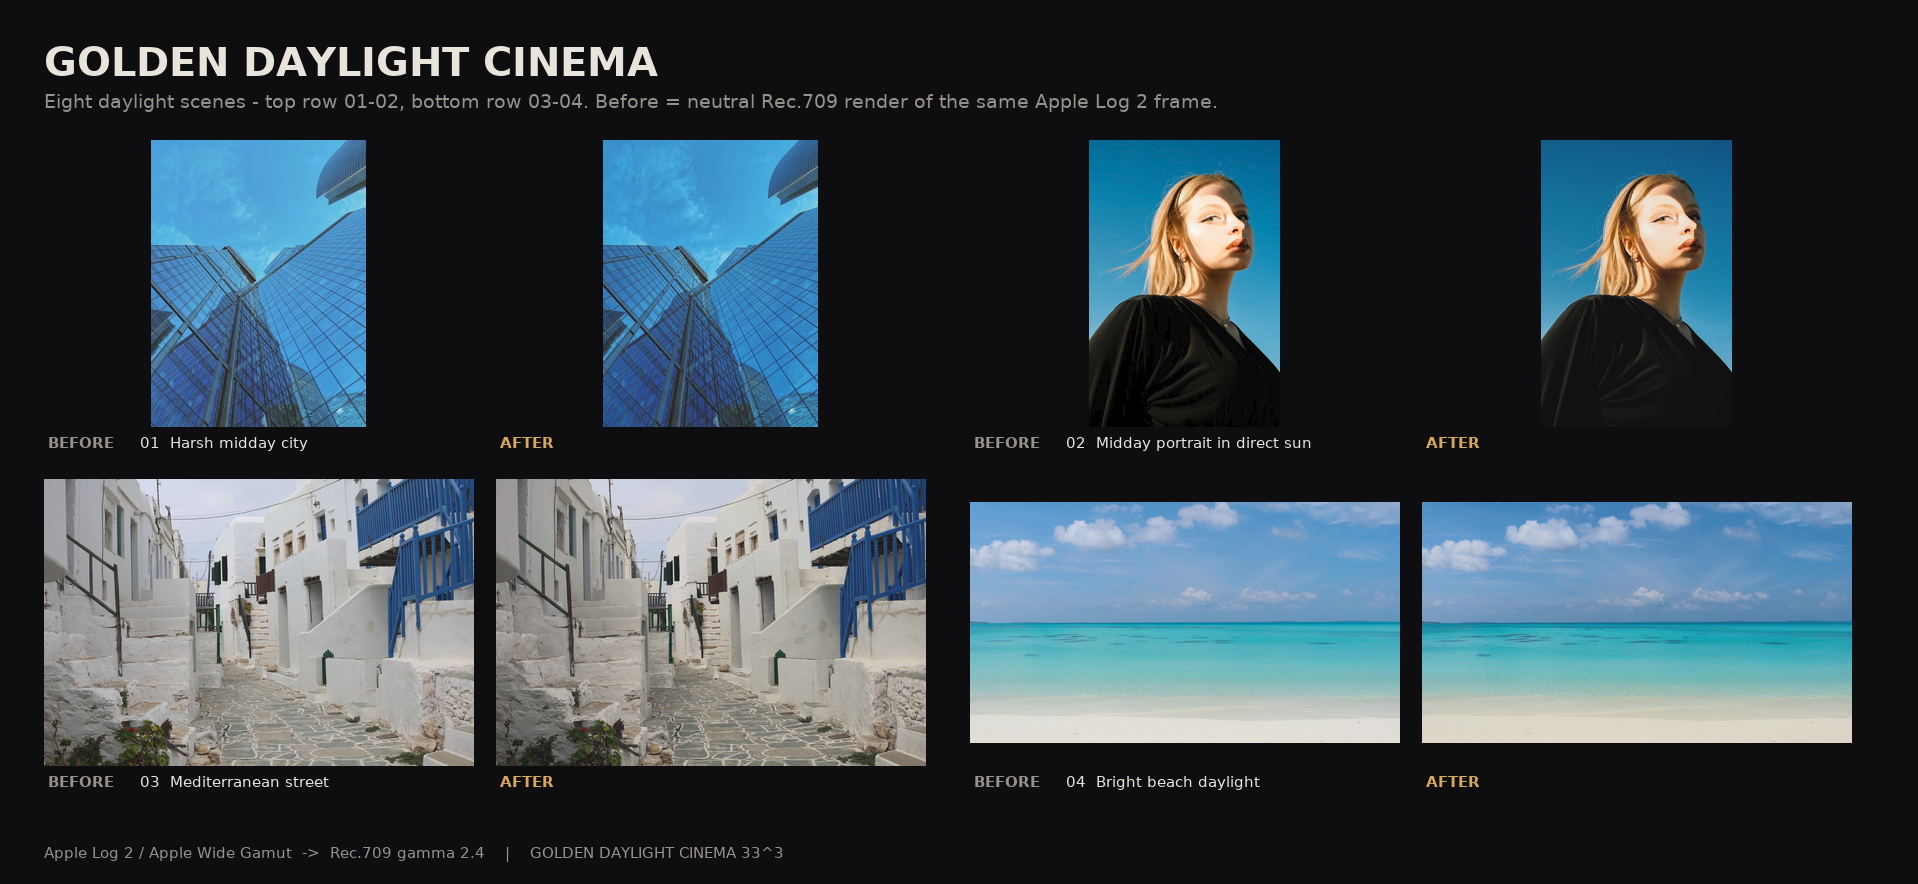 GOLDEN DAYLIGHT CINEMA
Eight daylight scenes - top row 01-02, bottom row 03-04. Before = neutral Rec.709 render of the same Apple Log 2 frame.
BEFORE 01 Harsh midday city AFTER BEFORE 02 Midday portrait in direct sun AFTER
BEFORE 03 Mediterranean street AFTER BEFORE 04 Bright beach daylight AFTER
Apple Log 2 / Apple Wide Gamut -> Rec.709 gamma 2.4 | GOLDEN DAYLIGHT CINEMA 33^3